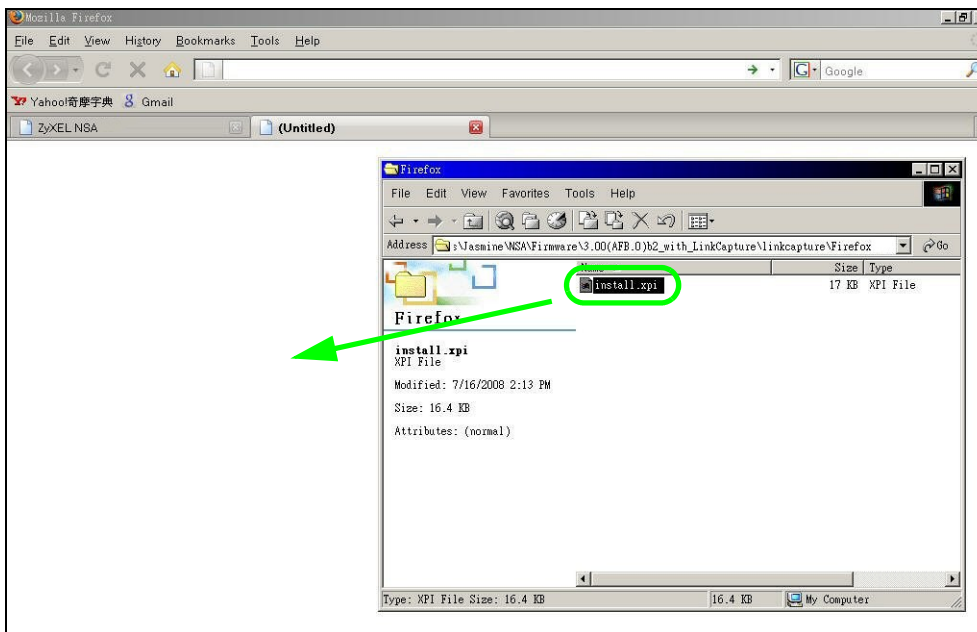 Mozilla Firefox
File Edit View History Bookmarks Tools Help
G Google
Yahoo!奇摩字典 8 Gmail
ZyXEL NSA (Untitled)
Firefox
File Edit View Favorites Tools Help
Address s\Jasmine\NSA\Firmware\3.00(AFB.0)b2_with_LinkCapture\linkcapture\Firefox Go
Name Size Type
install.xpi 17 KB XPI File
Firefox
install.xpi
XPI File
Modified: 7/16/2008 2:13 PM
Size: 16.4 KB
Attributes: (normal)
Type: XPI File Size: 16.4 KB 16.4 KB My Computer